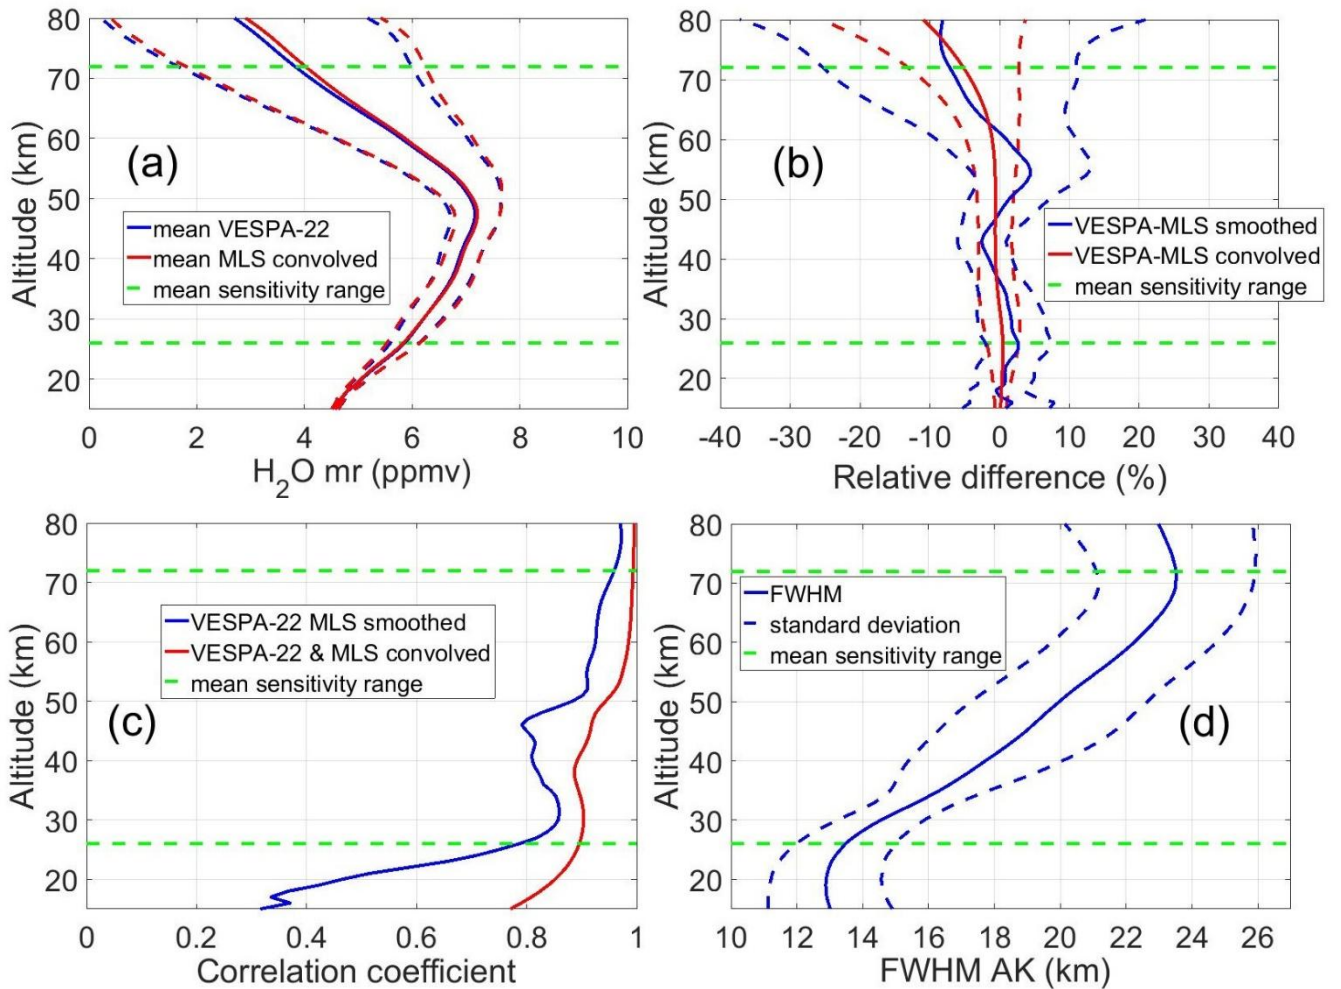 80
70
60
50
40
30
20
Altitude (km)
(a)
mean VESPA-22
mean MLS convolved
mean sensitivity range
0 2 4 6 8 10
H2O mr (ppmv)
80
70
60
50
40
30
20
Altitude (km)
(b)
VESPA-MLS smoothed
VESPA-MLS convolved
mean sensitivity range
-40 -30 -20 -10 0 10 20 30 40
Relative difference (%)
80
70
60
50
40
30
20
Altitude (km)
VESPA-22 MLS smoothed
VESPA-22 & MLS convolved
mean sensitivity range
(c)
0 0.2 0.4 0.6 0.8 1
Correlation coefficient
80
70
60
50
40
30
20
Altitude (km)
FWHM
standard deviation
mean sensitivity range
(d)
10 12 14 16 18 20 22 24 26
FWHM AK (km)